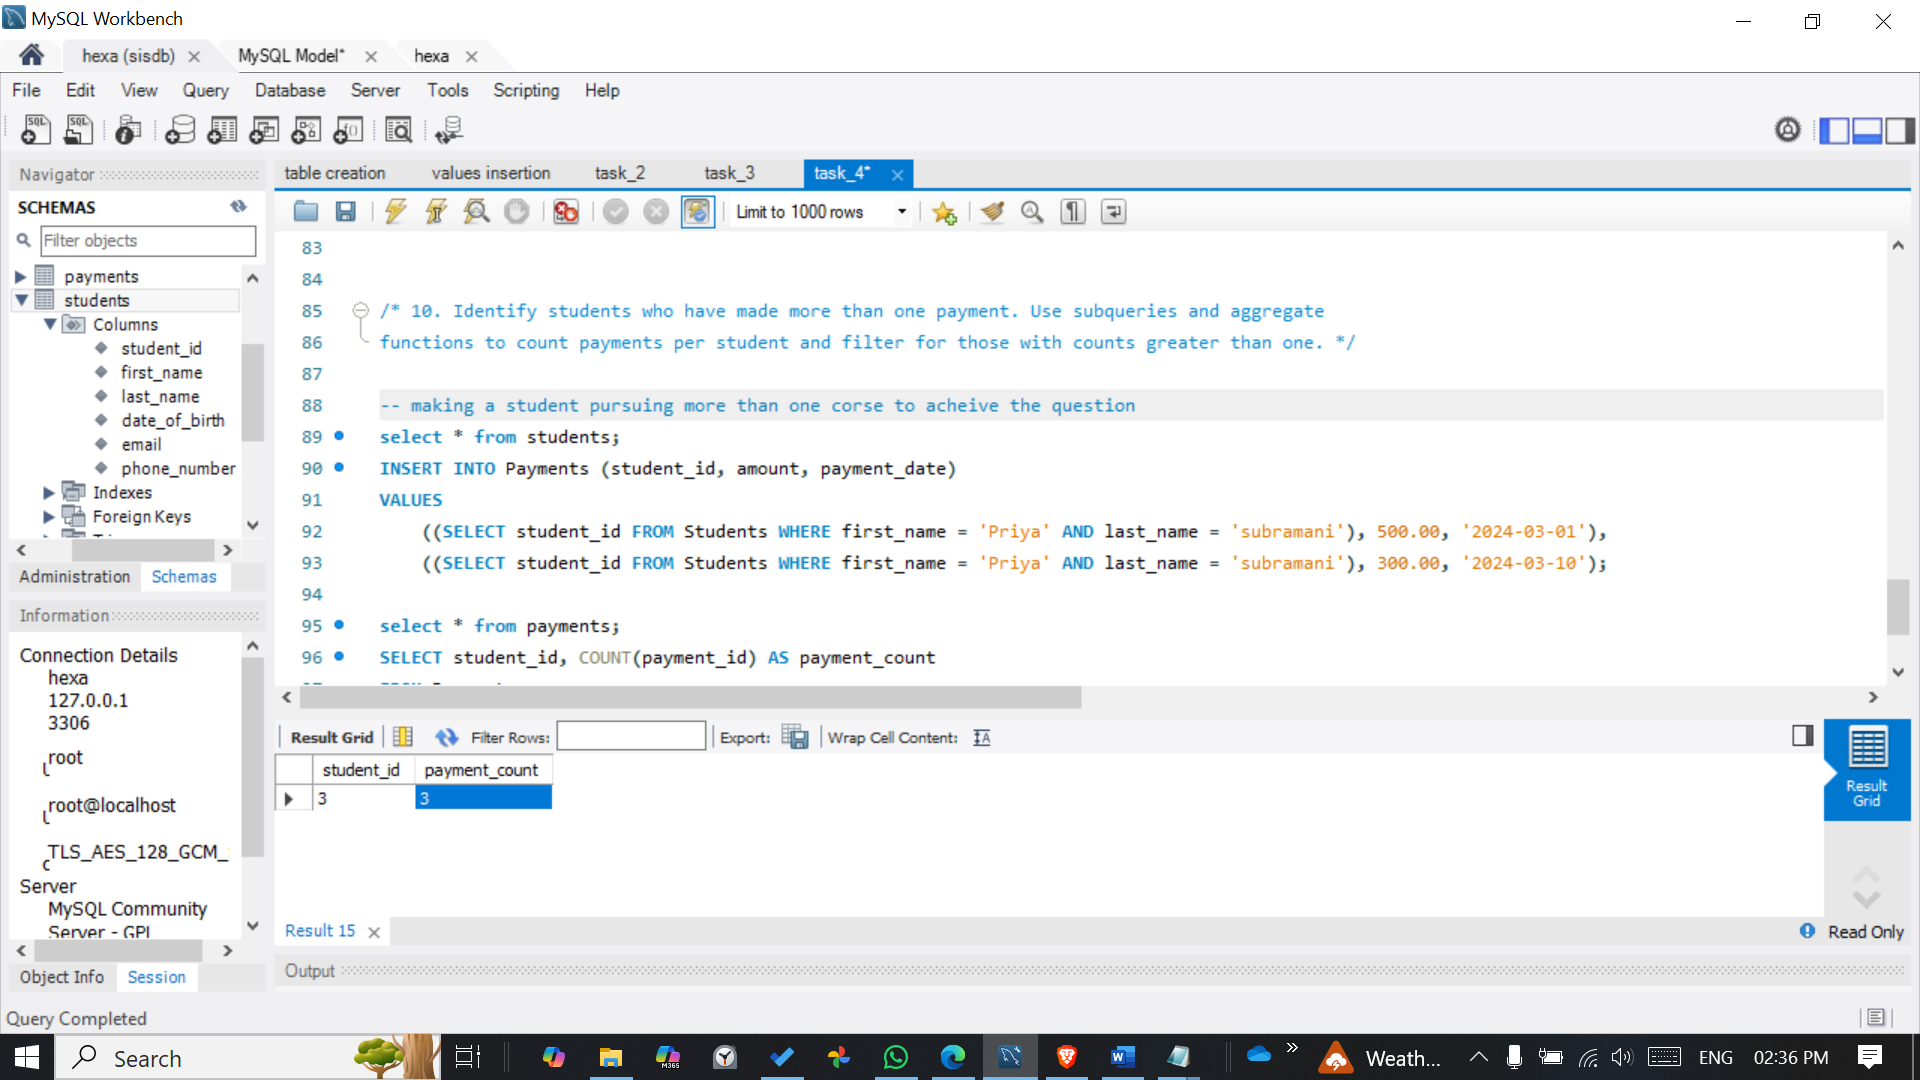 MySQL Workbench
hexa (sisdb)
MySQL Model*
hexa
File Edit View Query Database Server Tools Scripting Help
Navigator
SCHEMAS
Filter objects
payments
students
Columns
student_id
first_name
last_name
date_of_birth
email
phone_number
Indexes
Foreign Keys
Administration Schemas
Information
Connection Details
hexa
127.0.0.1
3306
root
root@localhost
TLS_AES_128_GCM_
Server
MySQL Community
Server - GPL
Object Info Session
table creation values insertion task_2 task_3 task_4*
Limit to 1000 rows
83
84
85 /* 10. Identify students who have made more than one payment. Use subqueries and aggregate
86 functions to count payments per student and filter for those with counts greater than one. */
87
88 -- making a student pursuing more than one corse to acheive the question
89 select * from students;
90 INSERT INTO Payments (student_id, amount, payment_date)
91 VALUES
92 ((SELECT student_id FROM Students WHERE first_name = 'Priya' AND last_name = 'subramani'), 500.00, '2024-03-01'),
93 ((SELECT student_id FROM Students WHERE first_name = 'Priya' AND last_name = 'subramani'), 300.00, '2024-03-10');
94
95 select * from payments;
96 SELECT student_id, COUNT(payment_id) AS payment_count
Result Grid Filter Rows: Export: Wrap Cell Content:
student_id payment_count
3 3
Result
Grid
Result 15
Read Only
Output
Query Completed
Search
M365
Weath...
ENG
02:36 PM